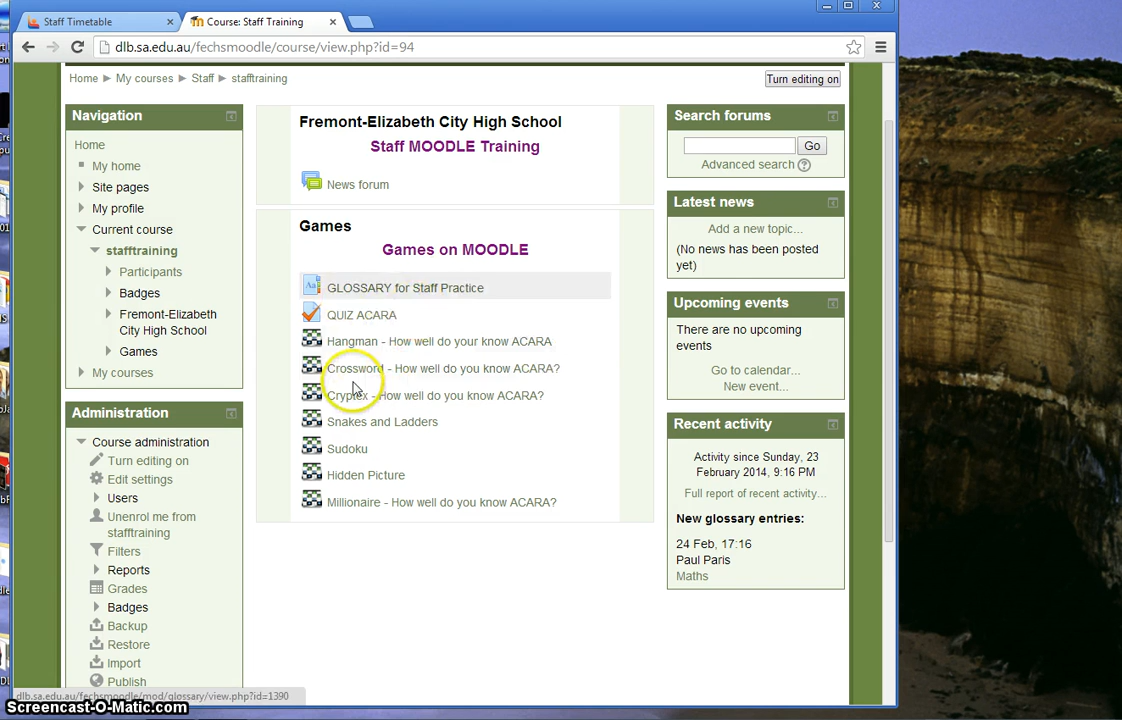 Staff Timetable
Course: Staff Training
dlb.sa.edu.au/fechsmoodle/course/view.php?id=94
Home ▶ My courses ▶ Staff ▶ stafftraining
Turn editing on
Navigation
Home
My home
Site pages
My profile
Current course
stafftraining
Participants
Badges
Fremont-Elizabeth
City High School
Games
My courses
Administration
Course administration
Turn editing on
Edit settings
Users
Unenrol me from
stafftraining
Filters
Reports
Grades
Badges
Backup
Restore
Import
Publish
Fremont-Elizabeth City High School
Staff MOODLE Training
News forum
Games
Games on MOODLE
GLOSSARY for Staff Practice
QUIZ ACARA
Hangman - How well do your know ACARA
Crossword - How well do you know ACARA?
Cryptex - How well do you know ACARA?
Snakes and Ladders
Sudoku
Hidden Picture
Millionaire - How well do you know ACARA?
Search forums
Go
Advanced search
Latest news
Add a new topic...
(No news has been posted
yet)
Upcoming events
There are no upcoming
events
Go to calendar...
New event...
Recent activity
Activity since Sunday, 23
February 2014, 9:16 PM
Full report of recent activity...
New glossary entries:
24 Feb, 17:16
Paul Paris
Maths
dlb.sa.edu.au/fechsmoodle/mod/glossary/view.php?id=1390
Screencast-O-Matic.com